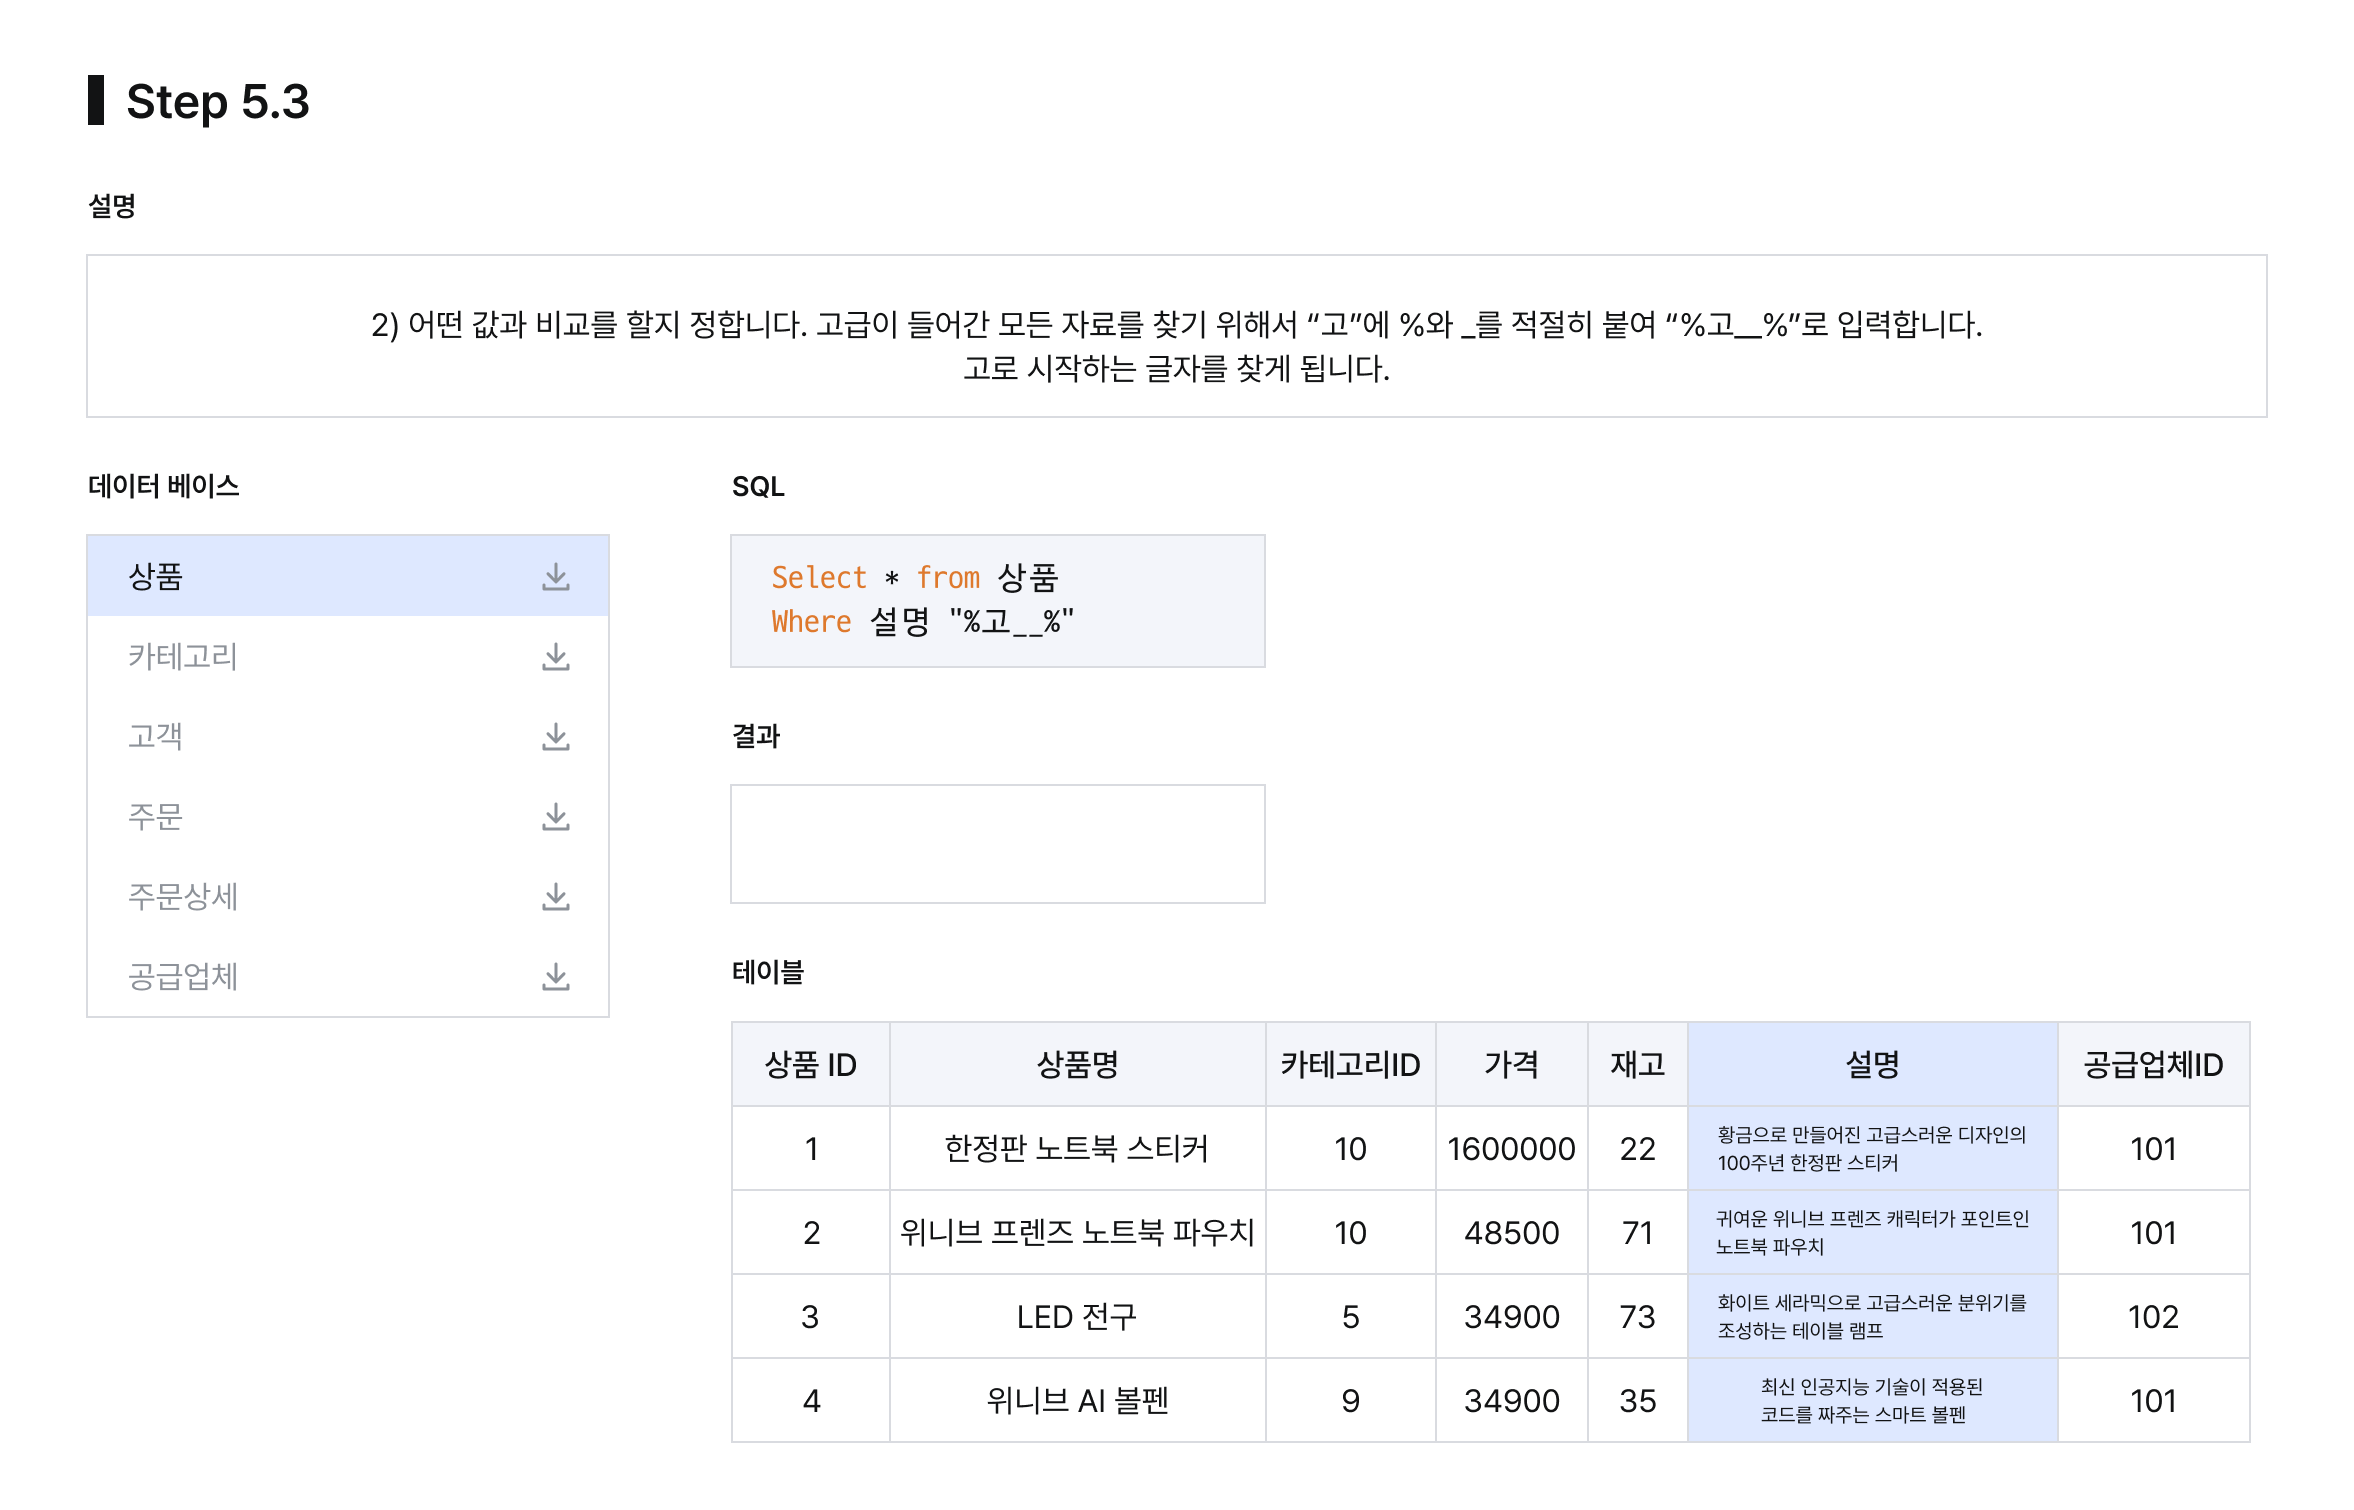 Step 5.3
설명
2) 어떤 값과 비교를 할지 정합니다. 고급이 들어간 모든 자료를 찾기 위해서 “고”에 %와 _를 적절히 붙여 “%고__%”로 입력합니다.
고로 시작하는 글자를 찾게 됩니다.
데이터 베이스
상품
카테고리
고객
주문
주문상세
공급업체
SQL
Select * from 상품
Where 설명 "%고__%"
결과
테이블
상품 ID 상품명 카테고리ID 가격 재고 설명 공급업체ID
1 한정판 노트북 스티커 10 1600000 22 황금으로 만들어진 고급스러운 디자인의
100주년 한정판 스티커 101
2 위니브 프렌즈 노트북 파우치 10 48500 71 귀여운 위니브 프렌즈 캐릭터가 포인트인
노트북 파우치 101
3 LED 전구 5 34900 73 화이트 세라믹으로 고급스러운 분위기를
조성하는 테이블 램프 102
4 위니브 AI 볼펜 9 34900 35 최신 인공지능 기술이 적용된
코드를 짜주는 스마트 볼펜 101